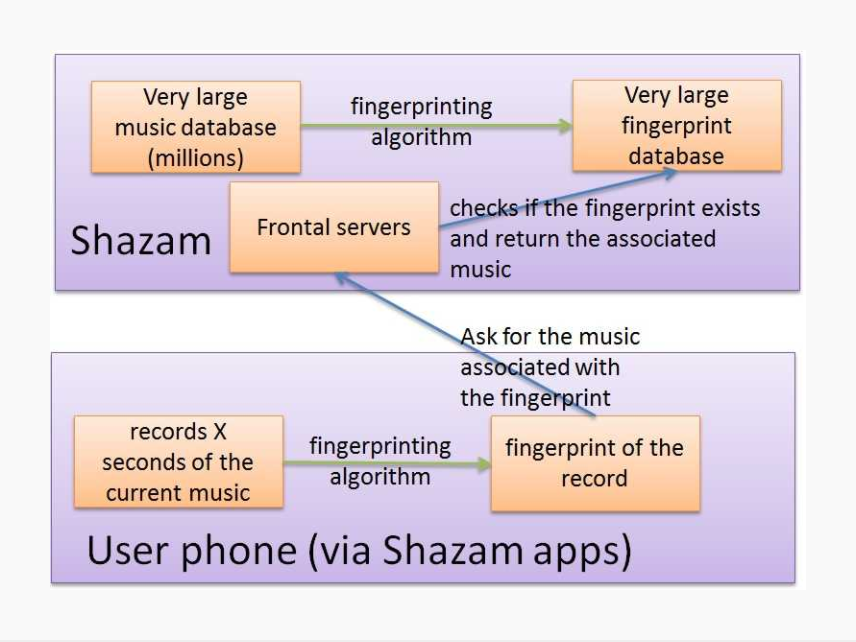 Very large
music database
(millions)
fingerprinting
algorithm
Very large
fingerprint
database
Shazam
Frontal servers
checks if the fingerprint exists
and return the associated
music
Ask for the music
associated with
the fingerprint
records X
seconds of the
current music
fingerprinting
algorithm
fingerprint of the
record
User phone (via Shazam apps)